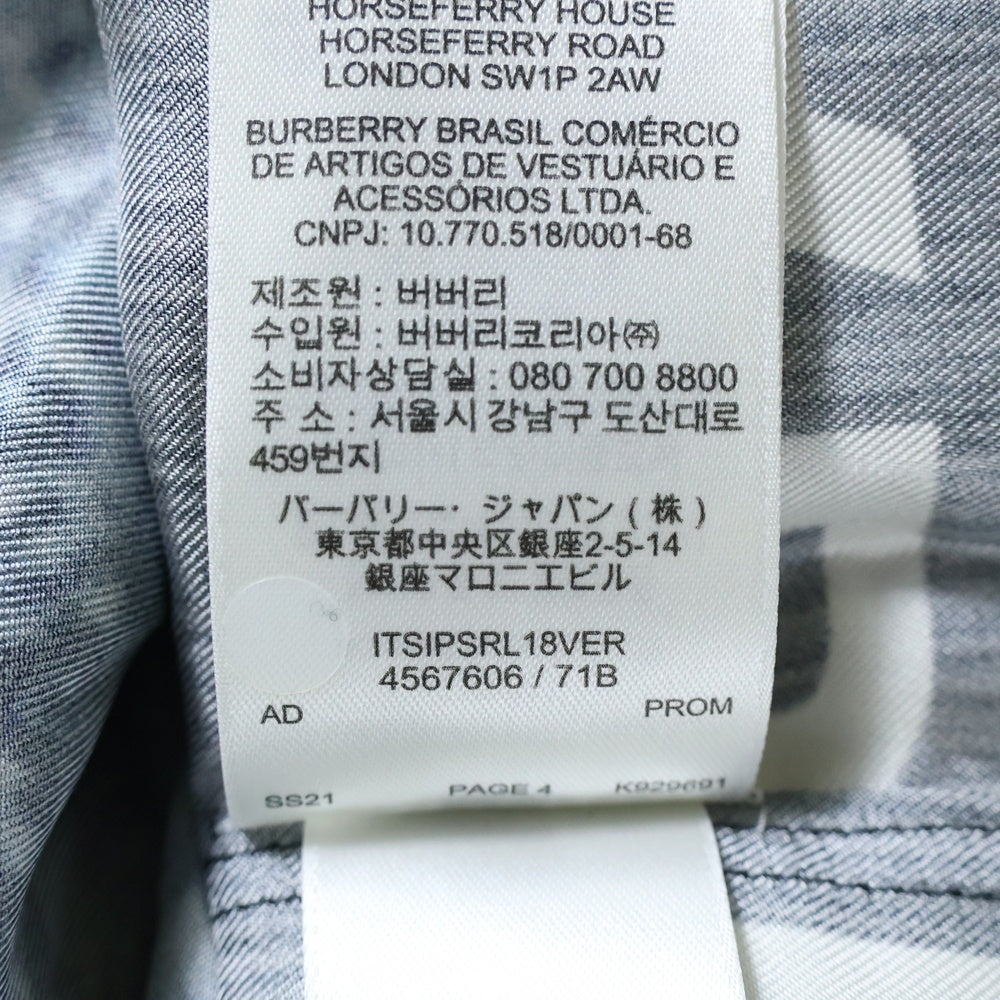 HORSEFERRY HOUSE
HORSEFERRY ROAD
LONDON SW1P 2AW
BURBERRY BRASIL COMÉRCIO
DE ARTIGOS DE VESTUÁRIO E
ACESSÓRIOS LTDA.
CNPJ: 10.770.518/0001-68
제조원 : 버버리
수입원 : 버버리코리아㈜
소비자상담실 : 080 700 8800
주 소 : 서울시 강남구 도산대로
459번지
バーバリー· ジャパン ( 株 )
東京都中央区銀座2-5-14
銀座マロニエビル
ITSIPSRL18VER
4567606 / 71B
AD PROM
SS21 PAGE 4 K929691